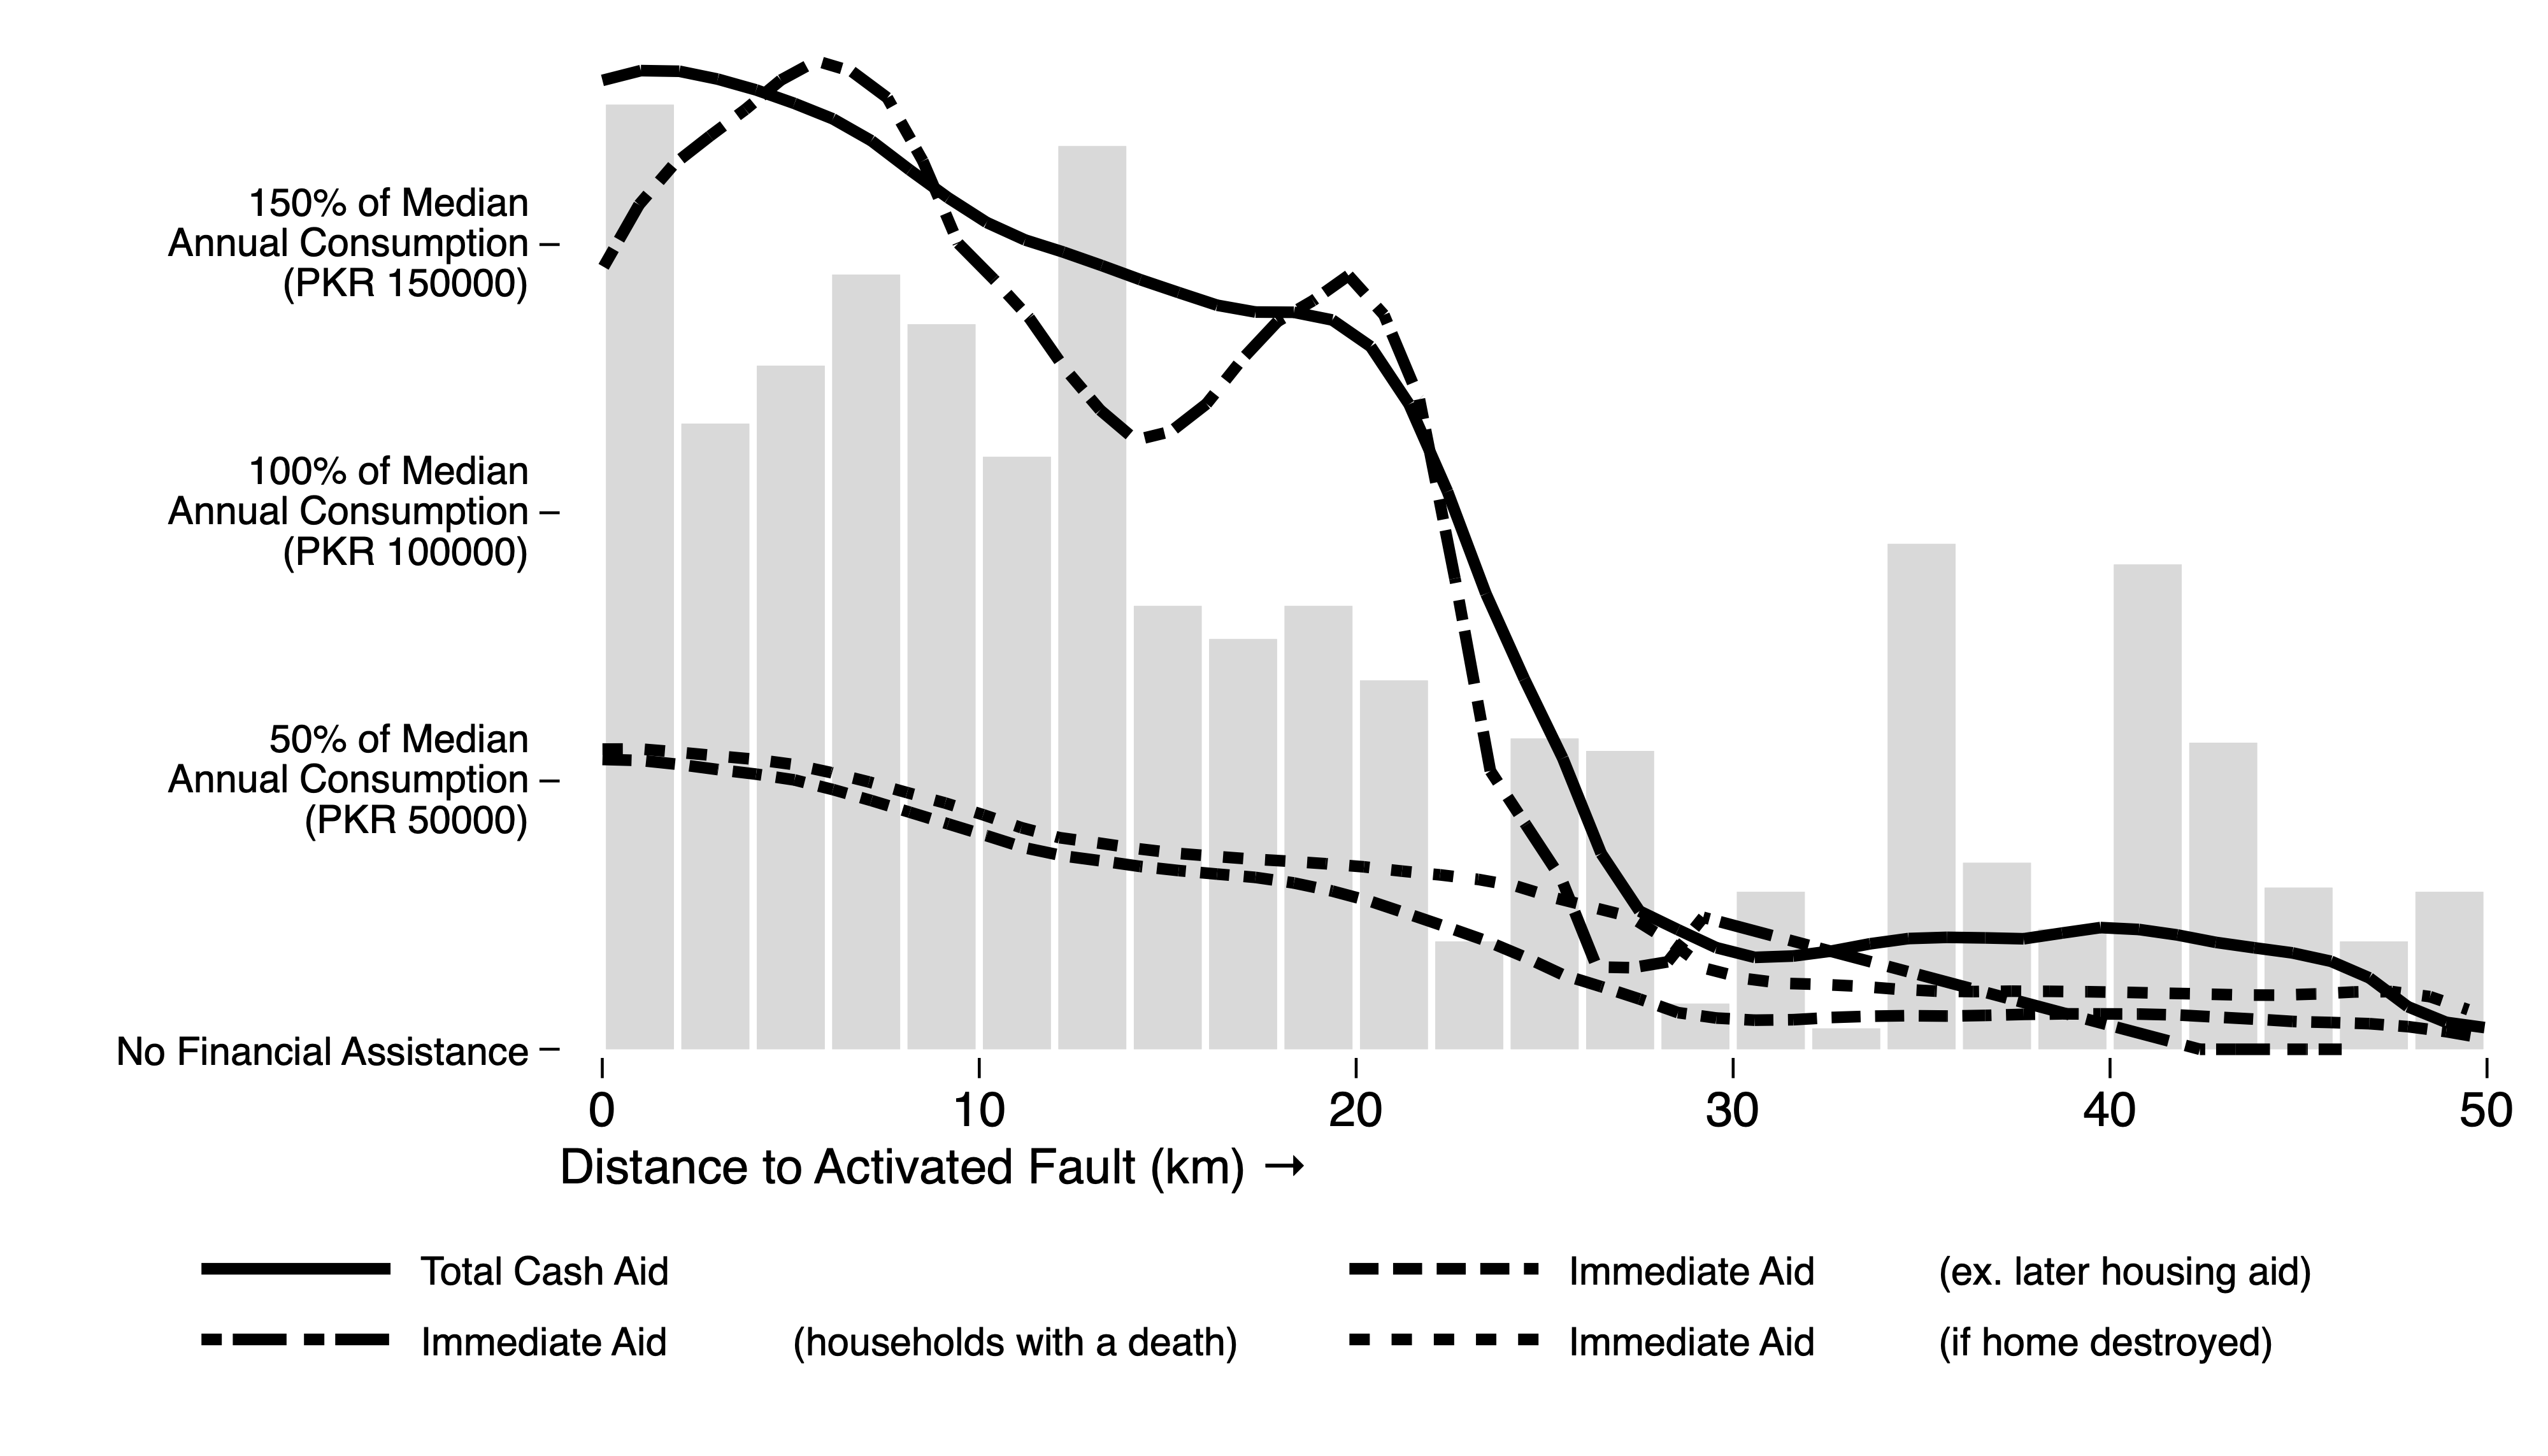 150% of Median
Annual Consumption
(PKR 150000)
100% of Median
Annual Consumption
(PKR 100000)
50% of Median
Annual Consumption
(PKR 50000)
No Financial Assistance
0 10 20 30 40 50
Distance to Activated Fault (km) →
Total Cash Aid
Immediate Aid (ex. later housing aid)
Immediate Aid (households with a death)
Immediate Aid (if home destroyed)